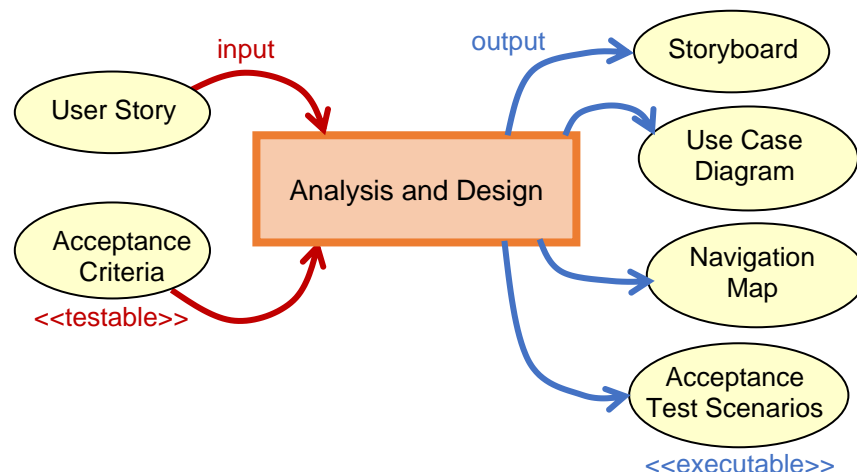 input
User Story
Acceptance
Criteria
<<testable>>
Analysis and Design
output
Storyboard
Use Case
Diagram
Navigation
Map
Acceptance
Test Scenarios
<<executable>>